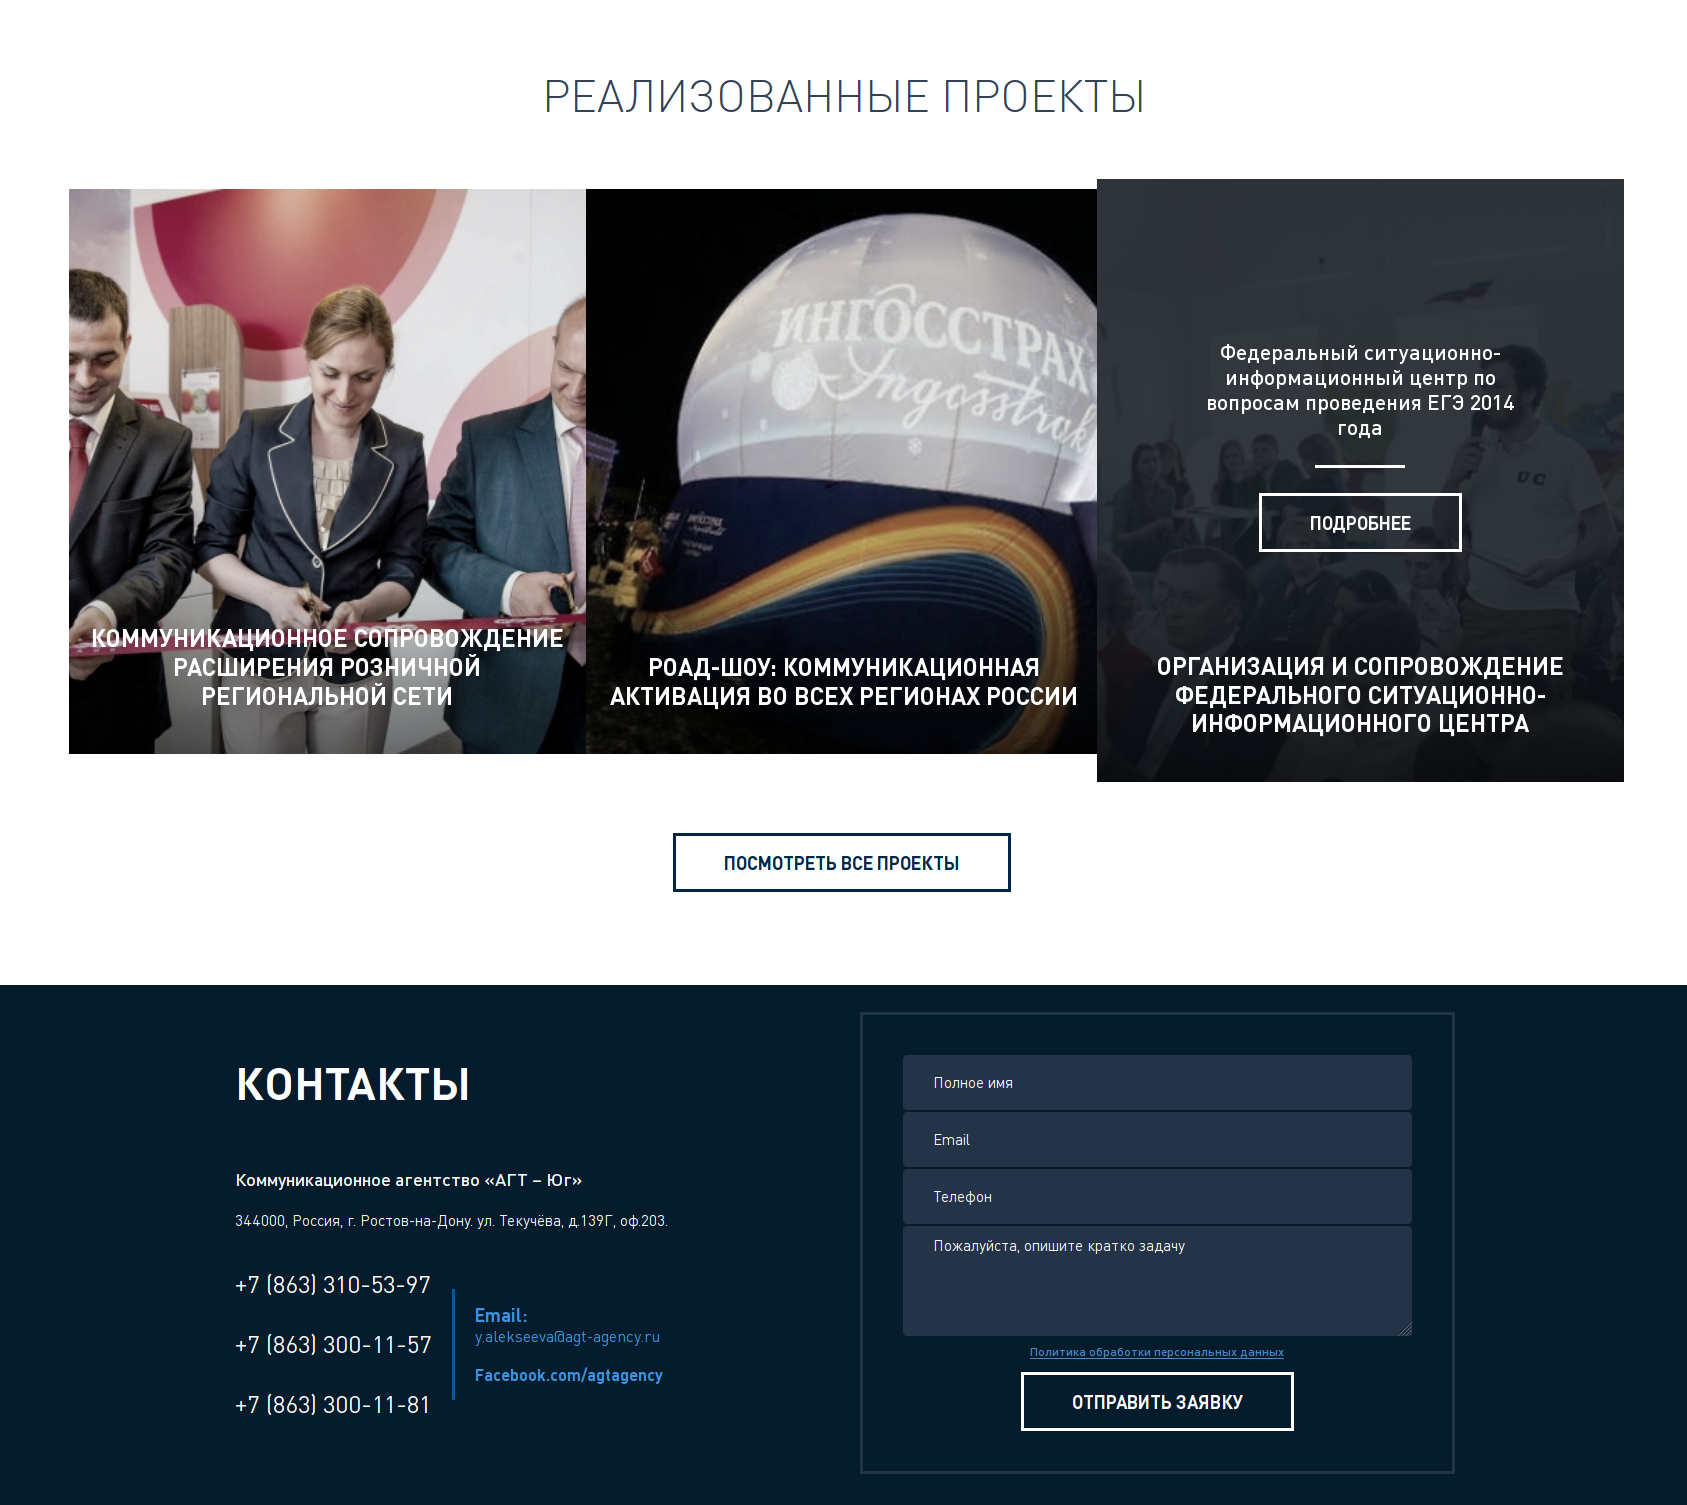 РЕАЛИЗОВАННЫЕ ПРОЕКТЫ
ИНГОССТРАХ
Ingosstrakh
КОММУНИКАЦИОННОЕ СОПРОВОЖДЕНИЕ
РАСШИРЕНИЯ РОЗНИЧНОЙ
РЕГИОНАЛЬНОЙ СЕТИ
РОАД-ШОУ: КОММУНИКАЦИОННАЯ
АКТИВАЦИЯ ВО ВСЕХ РЕГИОНАХ РОССИИ
Федеральный ситуационно-
информационный центр по
вопросам проведения ЕГЭ 2014
года
UC
ПОДРОБНЕЕ
ОРГАНИЗАЦИЯ И СОПРОВОЖДЕНИЕ
ФЕДЕРАЛЬНОГО СИТУАЦИОННО-
ИНФОРМАЦИОННОГО ЦЕНТРА
ПОСМОТРЕТЬ ВСЕ ПРОЕКТЫ
КОНТАКТЫ
Коммуникационное агентство «АГТ – Юг»
344000, Россия, г. Ростов-на-Дону. ул. Текучёва, д.139Г, оф.203.
+7 (863) 310-53-97
+7 (863) 300-11-57
+7 (863) 300-11-81
Email:
y.alekseeva@agt-agency.ru
Facebook.com/agtagency
Полное имя
Email
Телефон
Пожалуйста, опишите кратко задачу
Политика обработки персональных данных
ОТПРАВИТЬ ЗАЯВКУ